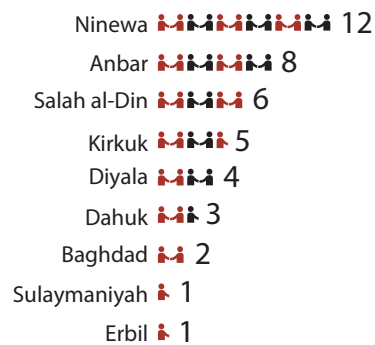 Ninewa 12
Anbar 8
Salah al-Din 6
Kirkuk 5
Diyala 4
Dahuk 3
Baghdad 2
Sulaymaniyah 1
Erbil 1